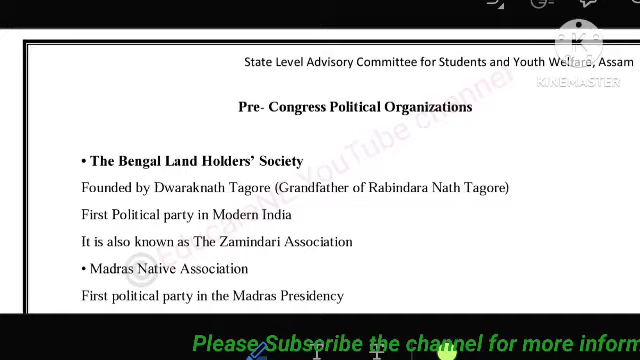 State Level Advisory Committee for Students and Youth Welfare, Assam
KINEMASTER
Pre- Congress Political Organizations
• The Bengal Land Holders' Society
Founded by Dwaraknath Tagore (Grandfather of Rabindara Nath Tagore)
First Political party in Modern India
It is also known as The Zamindari Association
• Madras Native Association
First political party in the Madras Presidency
©EducareNE YouTube channel
Please Subscribe the channel for more inform